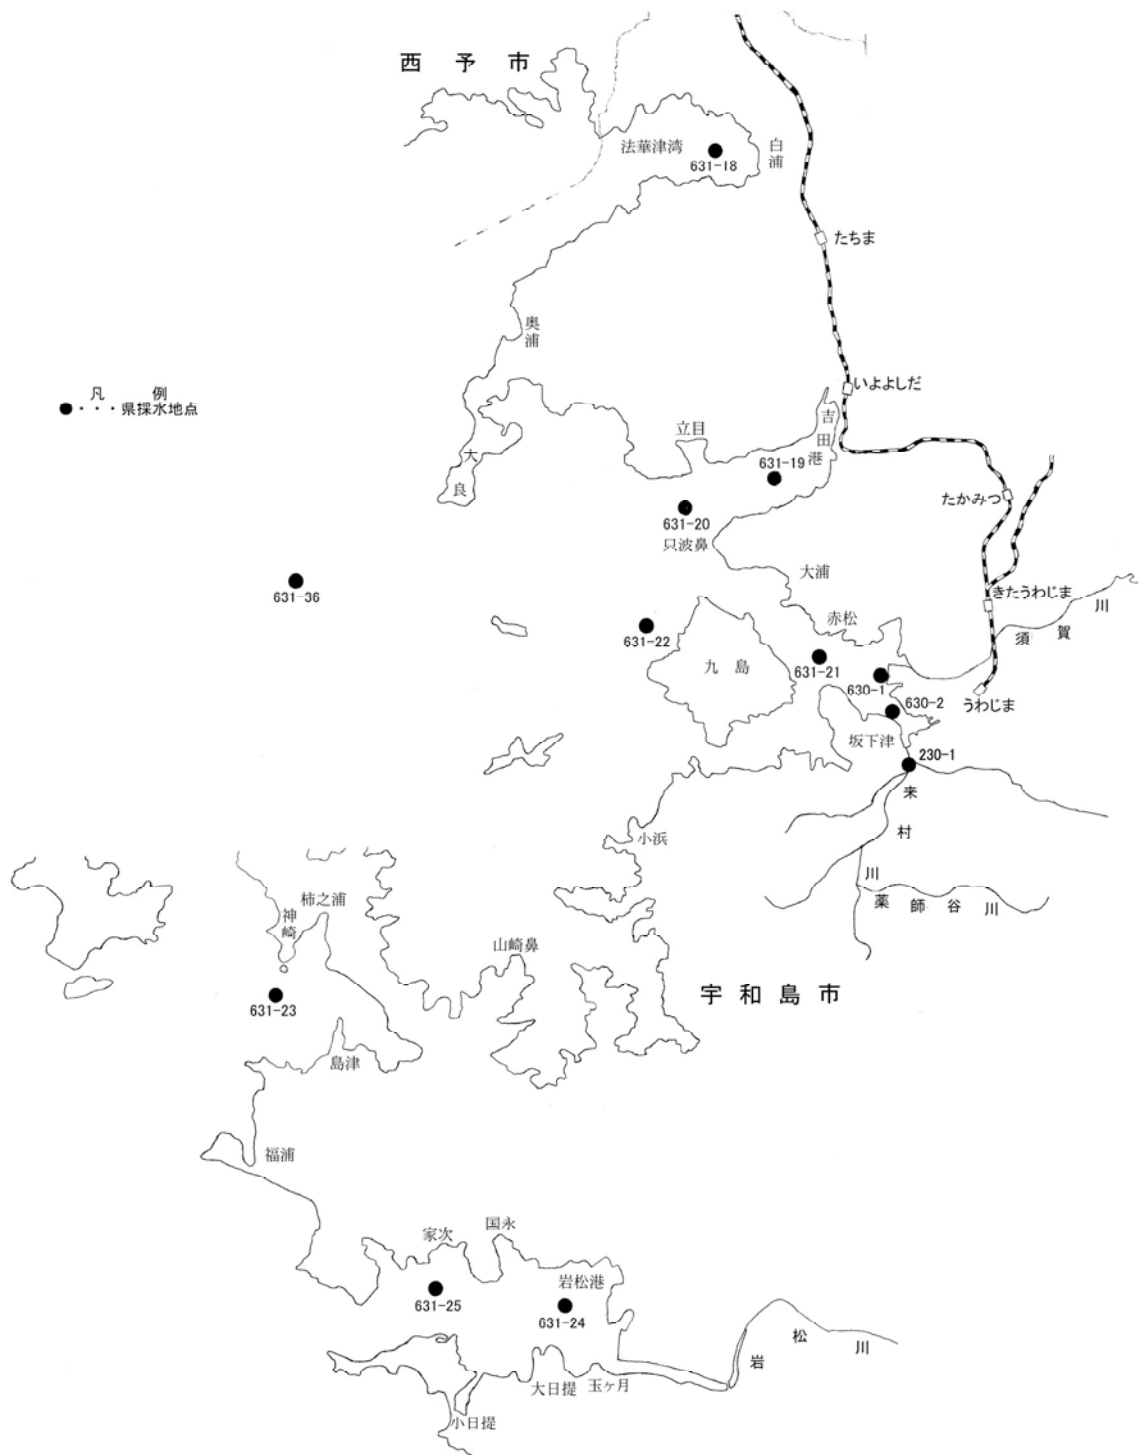 西予市
法華津湾
631-18
白浦
たちま
奥浦
いよよしだ
凡例
●・・・県採水地点
吉田港
立目
大良
631-19
たかみつ
631-20
只波鼻
大浦
631-36
きたうわじま
赤松
須賀川
631-22
九島
631-21
630-1
630-2
うわじま
坂下津
230-1
来村川
小浜
薬師谷川
柿之浦
神崎
山崎鼻
宇和島市
631-23
島津
福浦
国永
家次
岩松港
631-25
631-24
岩松川
大日提
玉ヶ月
小日提